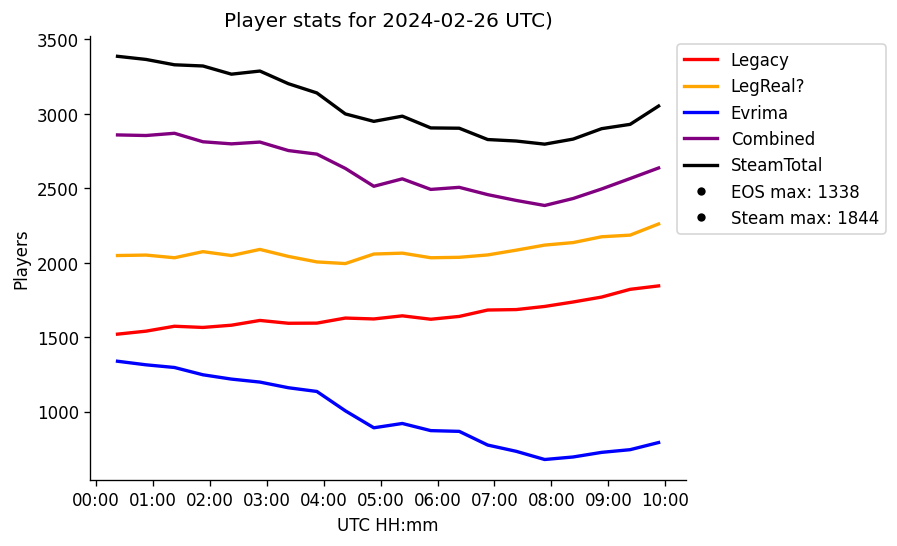 Player stats for 2024-02-26 UTC)
3500
3000
2500
2000
1500
1000
Players
00:00 01:00 02:00 03:00 04:00 05:00 06:00 07:00 08:00 09:00 10:00
UTC HH:mm
Legacy
LegReal?
Evrima
Combined
SteamTotal
EOS max: 1338
Steam max: 1844